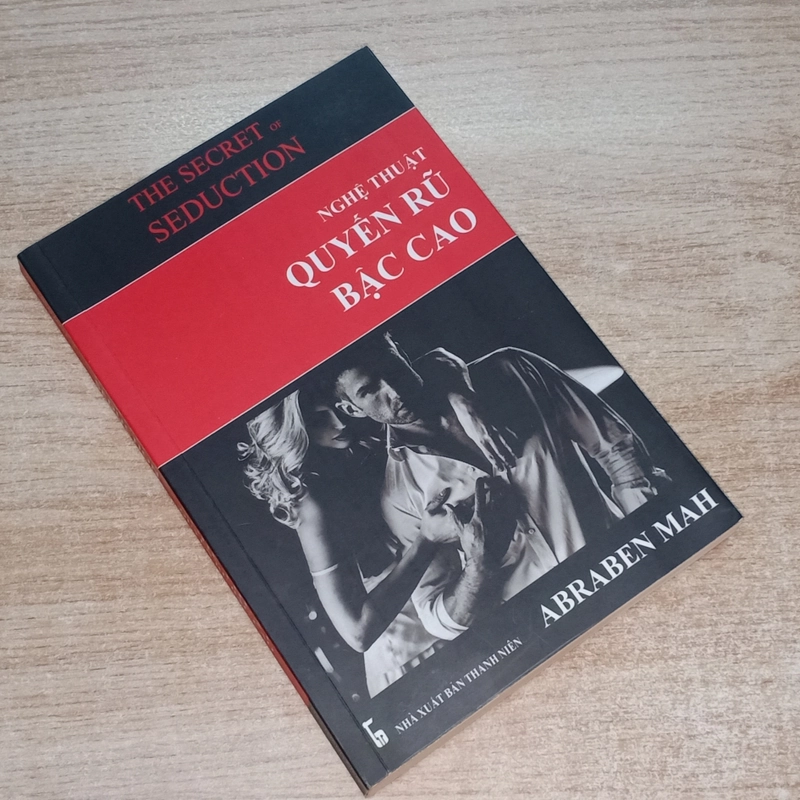 THE SECRET OF
SEDUCTION
NGHỆ THUẬT
QUYẾN RŨ
BẬC CAO
ABRABEN MAH
NHÀ XUẤT BẢN THANH NIÊN